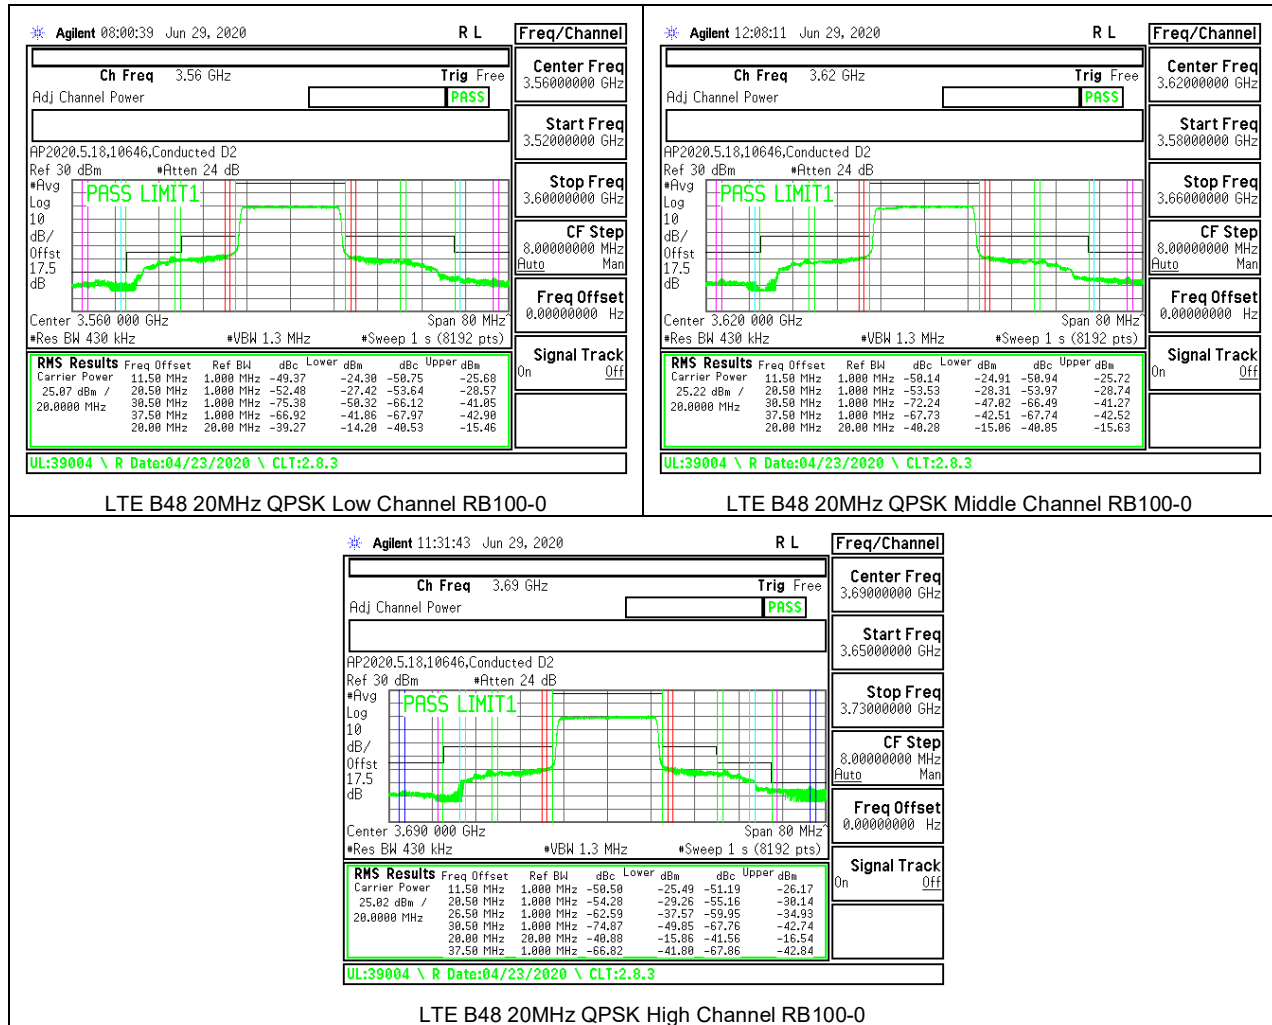 Agilent 08:00:39 Jun 29, 2020 R L
Freq/Channel
Ch Freq 3.56 GHz Trig Free
Adj Channel Power PASS
AP2020.5.18,10646,Conducted D2
Ref 30 dBm #Atten 24 dB
#Avg
Log
10
dB/
Offst
17.5
dB
PASS LIMIT1
Center 3.560 000 GHz Span 80 MHz^
#Res BW 430 kHz #VBW 1.3 MHz #Sweep 1 s (8192 pts)
RMS Results Freq Offset Ref BW dBc Lower dBm dBc Upper dBm
Carrier Power 11.50 MHz 1.000 MHz -49.37 -24.30 -50.75 -25.68
25.07 dBm / 20.50 MHz 1.000 MHz -52.48 -27.42 -53.64 -28.57
20.0000 MHz 30.50 MHz 1.000 MHz -75.38 -50.32 -66.12 -41.05
37.50 MHz 1.000 MHz -66.92 -41.86 -67.97 -42.90
20.00 MHz 20.00 MHz -39.27 -14.20 -40.53 -15.46
UL:39004 \ R Date:04/23/2020 \ CLT:2.8.3
Center Freq
3.56000000 GHz
Start Freq
3.52000000 GHz
Stop Freq
3.60000000 GHz
CF Step
8.00000000 MHz
Auto Man
Freq Offset
0.00000000 Hz
Signal Track
On Off
LTE B48 20MHz QPSK Low Channel RB100-0
Agilent 12:08:11 Jun 29, 2020 R L
Freq/Channel
Ch Freq 3.62 GHz Trig Free
Adj Channel Power PASS
AP2020.5.18,10646,Conducted D2
Ref 30 dBm #Atten 24 dB
#Avg
Log
10
dB/
Offst
17.5
dB
PASS LIMIT1
Center 3.620 000 GHz Span 80 MHz^
#Res BW 430 kHz #VBW 1.3 MHz #Sweep 1 s (8192 pts)
RMS Results Freq Offset Ref BW dBc Lower dBm dBc Upper dBm
Carrier Power 11.50 MHz 1.000 MHz -50.14 -24.91 -50.94 -25.72
25.22 dBm / 20.50 MHz 1.000 MHz -53.53 -28.31 -53.97 -28.74
20.0000 MHz 30.50 MHz 1.000 MHz -72.24 -47.02 -66.49 -41.27
37.50 MHz 1.000 MHz -67.73 -42.51 -67.74 -42.52
20.00 MHz 20.00 MHz -40.28 -15.06 -40.85 -15.63
UL:39004 \ R Date:04/23/2020 \ CLT:2.8.3
Center Freq
3.62000000 GHz
Start Freq
3.58000000 GHz
Stop Freq
3.66000000 GHz
CF Step
8.00000000 MHz
Auto Man
Freq Offset
0.00000000 Hz
Signal Track
On Off
LTE B48 20MHz QPSK Middle Channel RB100-0
Agilent 11:31:43 Jun 29, 2020 R L
Freq/Channel
Ch Freq 3.69 GHz Trig Free
Adj Channel Power PASS
AP2020.5.18,10646,Conducted D2
Ref 30 dBm #Atten 24 dB
#Avg
Log
10
dB/
Offst
17.5
dB
PASS LIMIT1
Center 3.690 000 GHz Span 80 MHz^
#Res BW 430 kHz #VBW 1.3 MHz #Sweep 1 s (8192 pts)
RMS Results Freq Offset Ref BW dBc Lower dBm dBc Upper dBm
Carrier Power 11.50 MHz 1.000 MHz -50.50 -25.49 -51.19 -26.17
25.02 dBm / 20.50 MHz 1.000 MHz -54.28 -29.26 -55.16 -30.14
20.0000 MHz 26.50 MHz 1.000 MHz -62.59 -37.57 -59.95 -34.93
30.50 MHz 1.000 MHz -74.87 -49.85 -67.76 -42.74
20.00 MHz 20.00 MHz -40.88 -15.86 -41.56 -16.54
37.50 MHz 1.000 MHz -66.82 -41.80 -67.86 -42.84
UL:39004 \ R Date:04/23/2020 \ CLT:2.8.3
Center Freq
3.69000000 GHz
Start Freq
3.65000000 GHz
Stop Freq
3.73000000 GHz
CF Step
8.00000000 MHz
Auto Man
Freq Offset
0.00000000 Hz
Signal Track
On Off
LTE B48 20MHz QPSK High Channel RB100-0